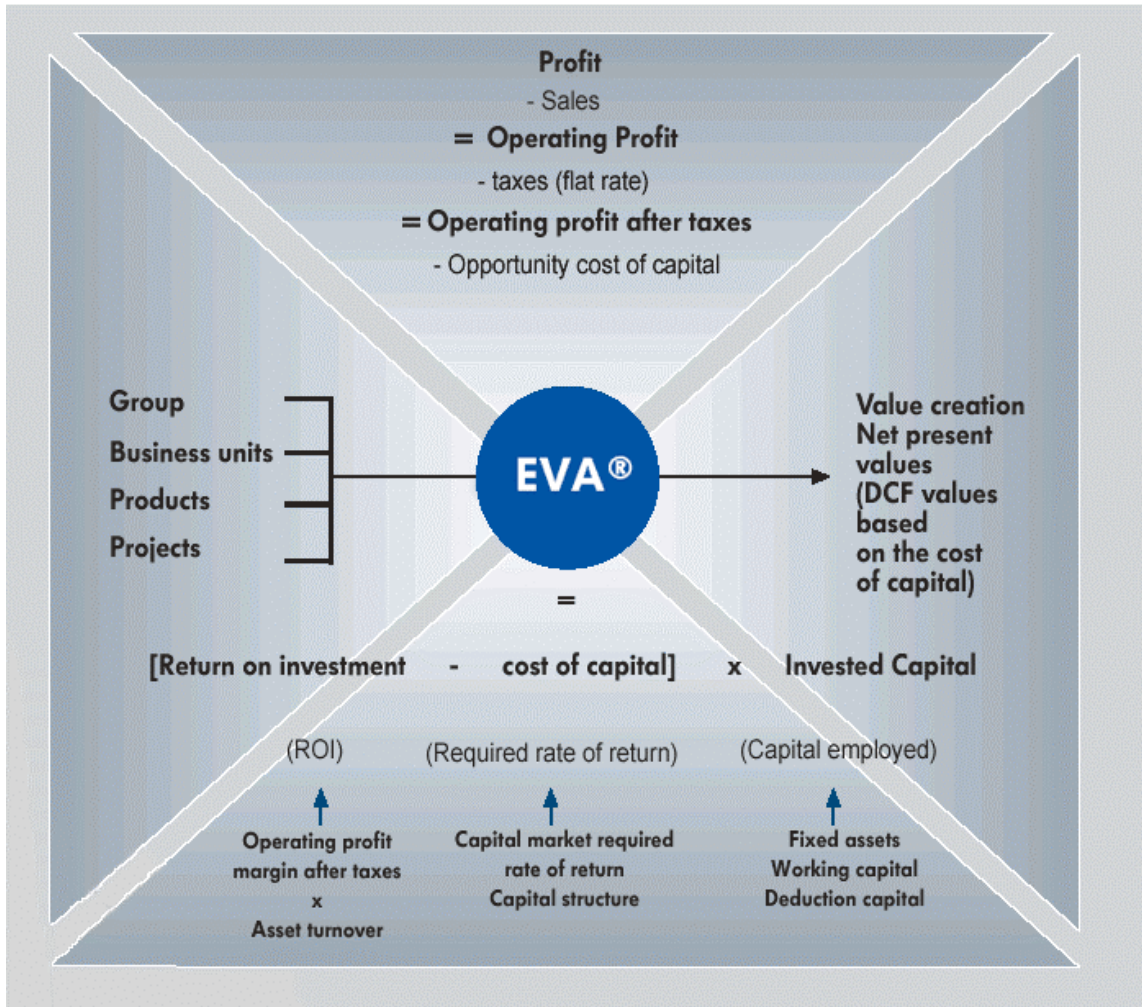 Profit
- Sales
= Operating Profit
- taxes (flat rate)
= Operating profit after taxes
- Opportunity cost of capital
Group
Business units
Products
Projects
EVA®
Value creation
Net present
values
(DCF values
based
on the cost
of capital)
=
[Return on investment - cost of capital] x Invested Capital
(ROI) (Required rate of return) (Capital employed)
Operating profit
margin after taxes
x
Asset turnover
Capital market required
rate of return
Capital structure
Fixed assets
Working capital
Deduction capital